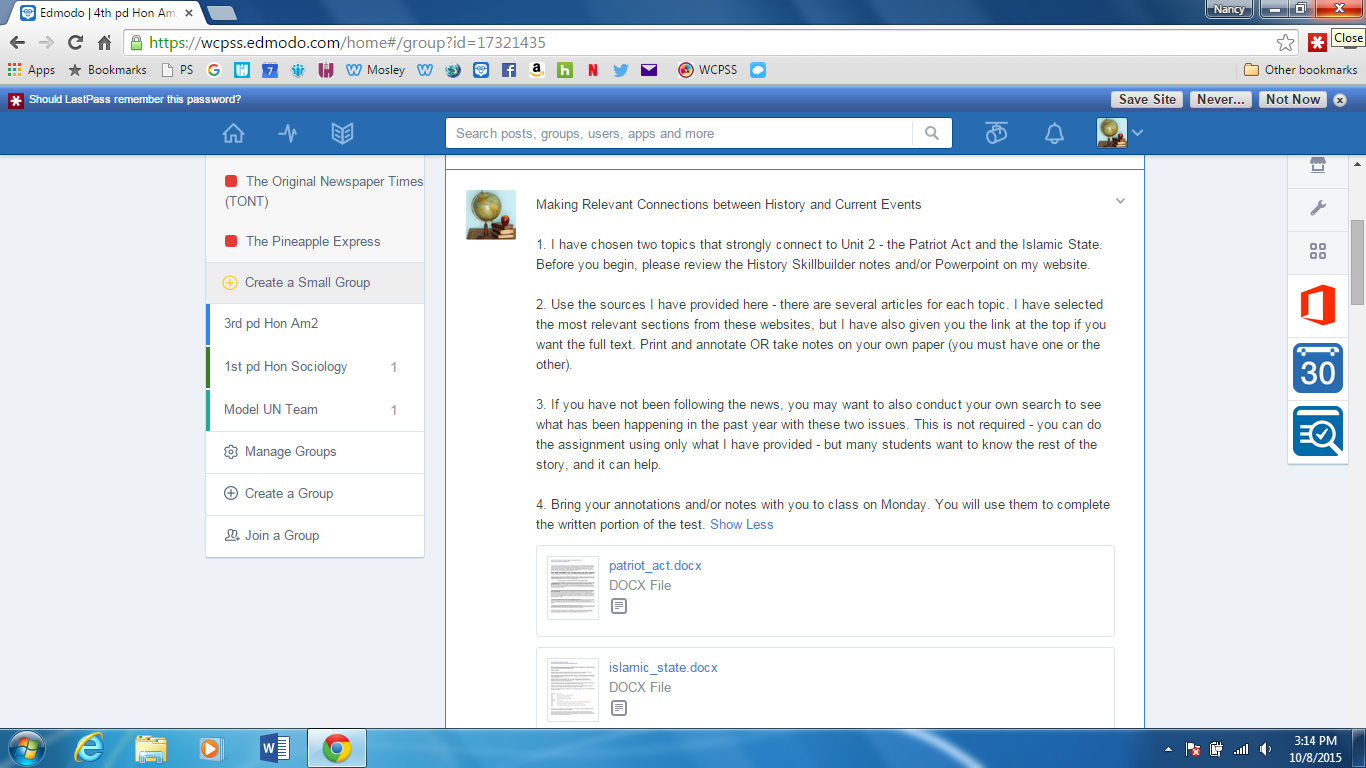 Edmodo | 4th pd Hon Am
Nancy
https://wcpss.edmodo.com/home#/group?id=17321435
Close
Apps
Bookmarks
PS
Mosley
WCPSS
Other bookmarks
Should LastPass remember this password?
Save Site
Never...
Not Now
Search posts, groups, users, apps and more
The Original Newspaper Times
(TONT)
The Pineapple Express
Create a Small Group
3rd pd Hon Am2
1st pd Hon Sociology 1
Model UN Team 1
Manage Groups
Create a Group
Join a Group
Making Relevant Connections between History and Current Events
1. I have chosen two topics that strongly connect to Unit 2 - the Patriot Act and the Islamic State.
Before you begin, please review the History Skillbuilder notes and/or Powerpoint on my website.
2. Use the sources I have provided here - there are several articles for each topic. I have selected
the most relevant sections from these websites, but I have also given you the link at the top if you
want the full text. Print and annotate OR take notes on your own paper (you must have one or the
other).
3. If you have not been following the news, you may want to also conduct your own search to see
what has been happening in the past year with these two issues. This is not required - you can do
the assignment using only what I have provided - but many students want to know the rest of the
story, and it can help.
4. Bring your annotations and/or notes with you to class on Monday. You will use them to complete
the written portion of the test. Show Less
patriot_act.docx
DOCX File
islamic_state.docx
DOCX File
30
3:14 PM
10/8/2015